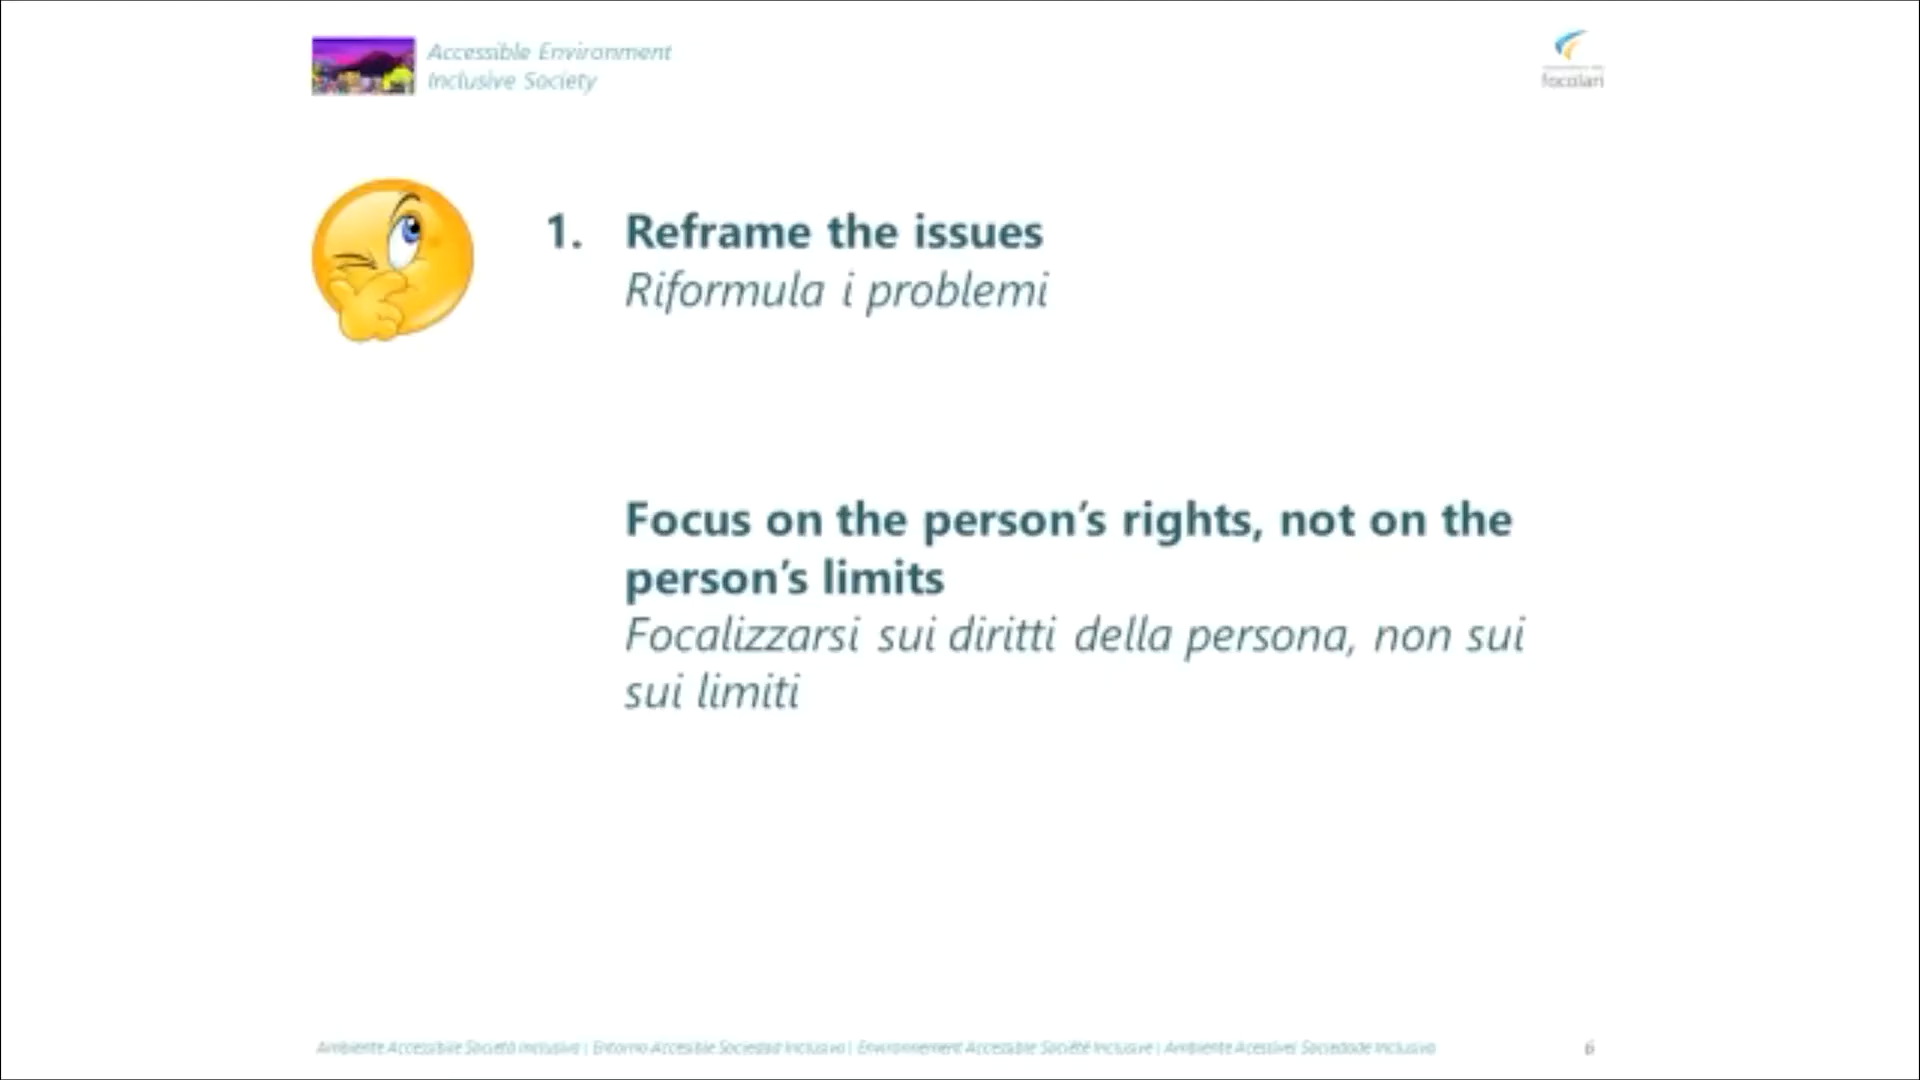 Accessible Environment
Inclusive Society
focolari
1. Reframe the issues
Riformula i problemi
Focus on the person's rights, not on the
person's limits
Focalizzarsi sui diritti della persona, non sui
sui limiti
Ambiente Accessibile Società Inclusiva | Entorno Accesible Sociedad Inclusiva | Environnement Accessible Société Inclusive | Ambiente Acessível Sociedade Inclusiva
6